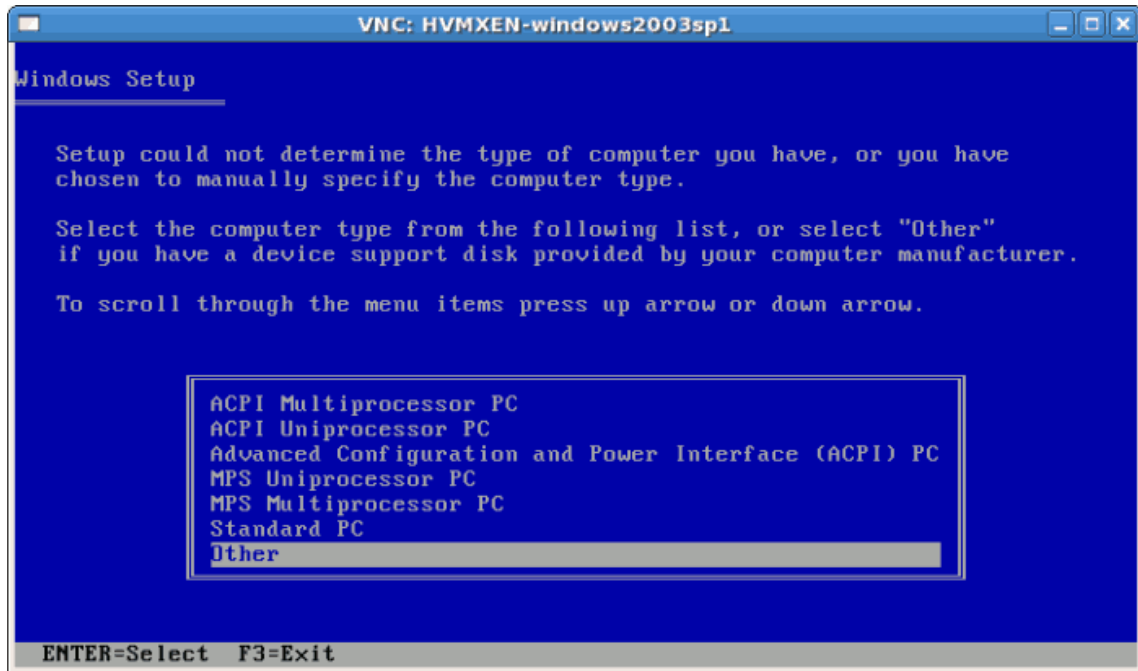 VNC: HVMXEN-windows2003sp1
Windows Setup
Setup could not determine the type of computer you have, or you have
chosen to manually specify the computer type.
Select the computer type from the following list, or select "Other"
if you have a device support disk provided by your computer manufacturer.
To scroll through the menu items press up arrow or down arrow.
ACPI Multiprocessor PC
ACPI Uniprocessor PC
Advanced Configuration and Power Interface (ACPI) PC
MPS Uniprocessor PC
MPS Multiprocessor PC
Standard PC
Other
ENTER=Select F3=Exit